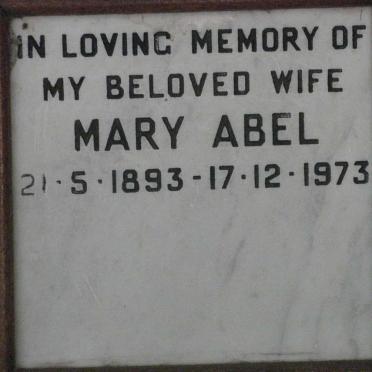 IN LOVING MEMORY OF
MY BELOVED WIFE
MARY ABEL
21·5·1893-17·12·1973